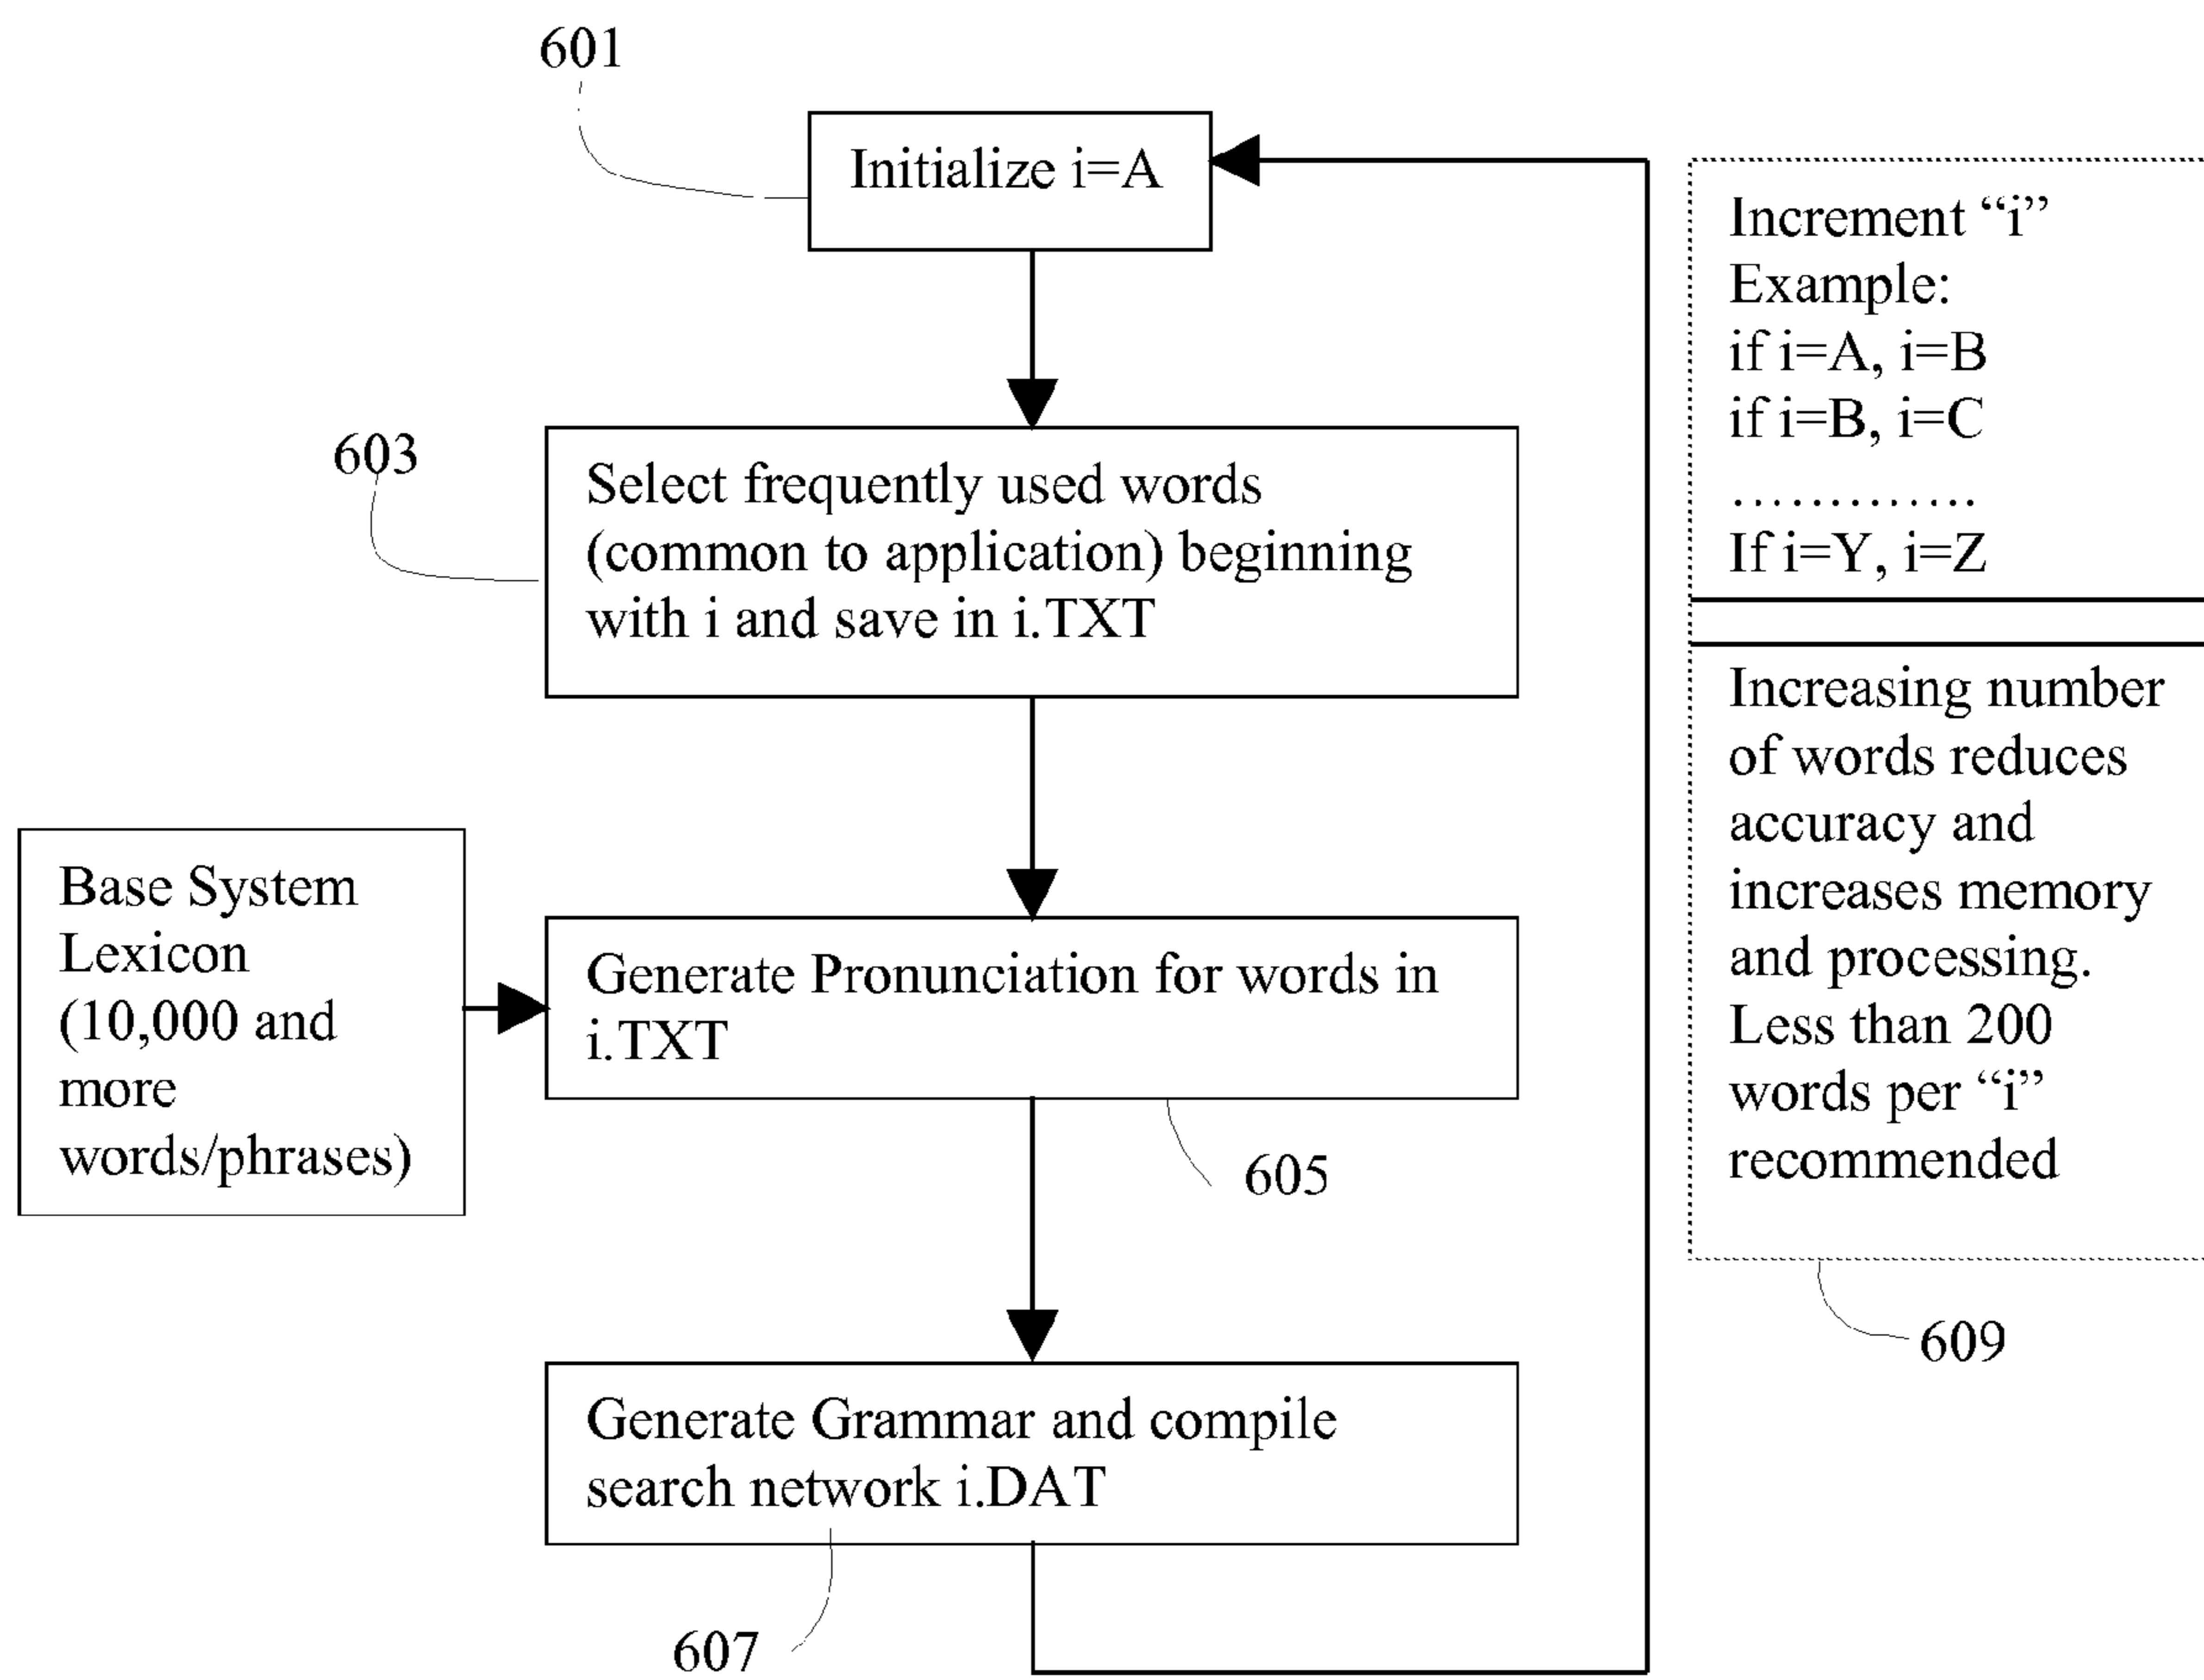 601
Initialize i=A
603
Select frequently used words
(common to application) beginning
with i and save in i.TXT
Base System
Lexicon
(10,000 and
more
words/phrases)
Generate Pronunciation for words in
i.TXT
605
Generate Grammar and compile
search network i.DAT
607
Increment “i”
Example:
if i=A, i=B
if i=B, i=C
.............
If i=Y, i=Z
Increasing number
of words reduces
accuracy and
increases memory
and processing.
Less than 200
words per “i”
recommended
609